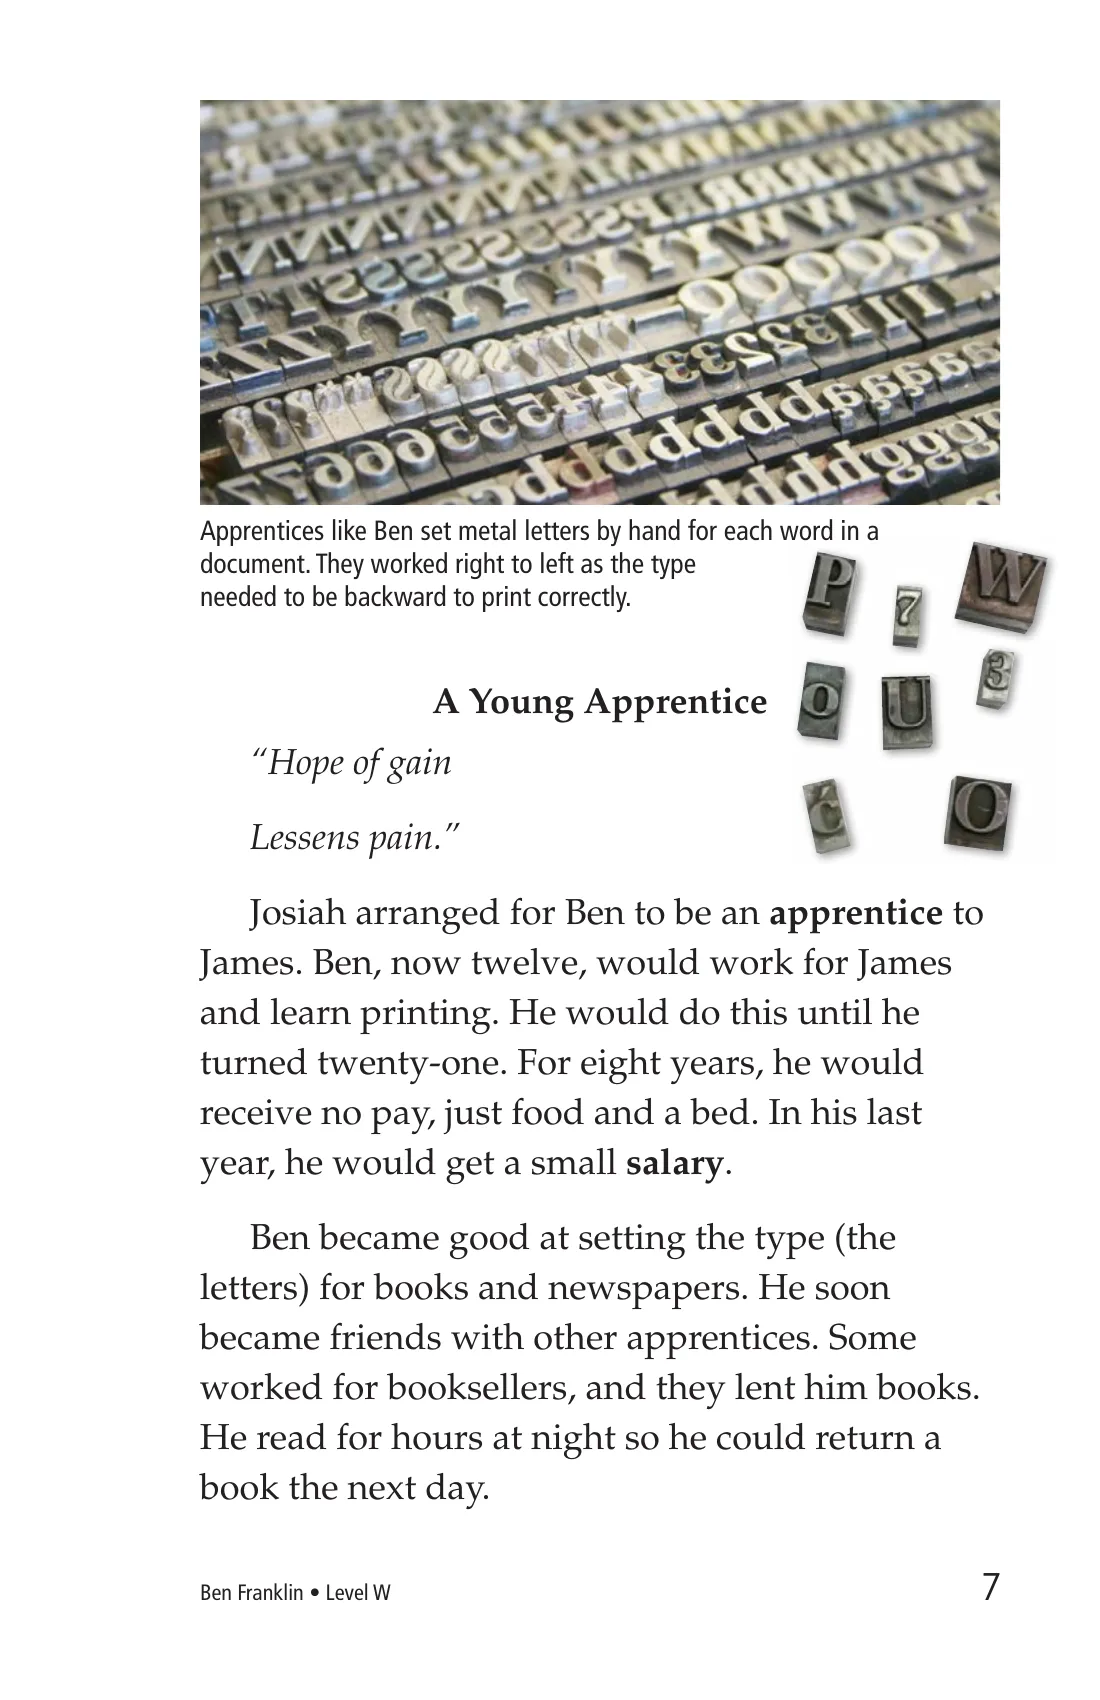 Apprentices like Ben set metal letters by hand for each word in a
document. They worked right to left as the type
needed to be backward to print correctly.
P
7
W
o
U
3
ć
O
A Young Apprentice
“Hope of gain
Lessens pain.”
Josiah arranged for Ben to be an apprentice to
James. Ben, now twelve, would work for James
and learn printing. He would do this until he
turned twenty-one. For eight years, he would
receive no pay, just food and a bed. In his last
year, he would get a small salary.
Ben became good at setting the type (the
letters) for books and newspapers. He soon
became friends with other apprentices. Some
worked for booksellers, and they lent him books.
He read for hours at night so he could return a
book the next day.
Ben Franklin • Level W
7